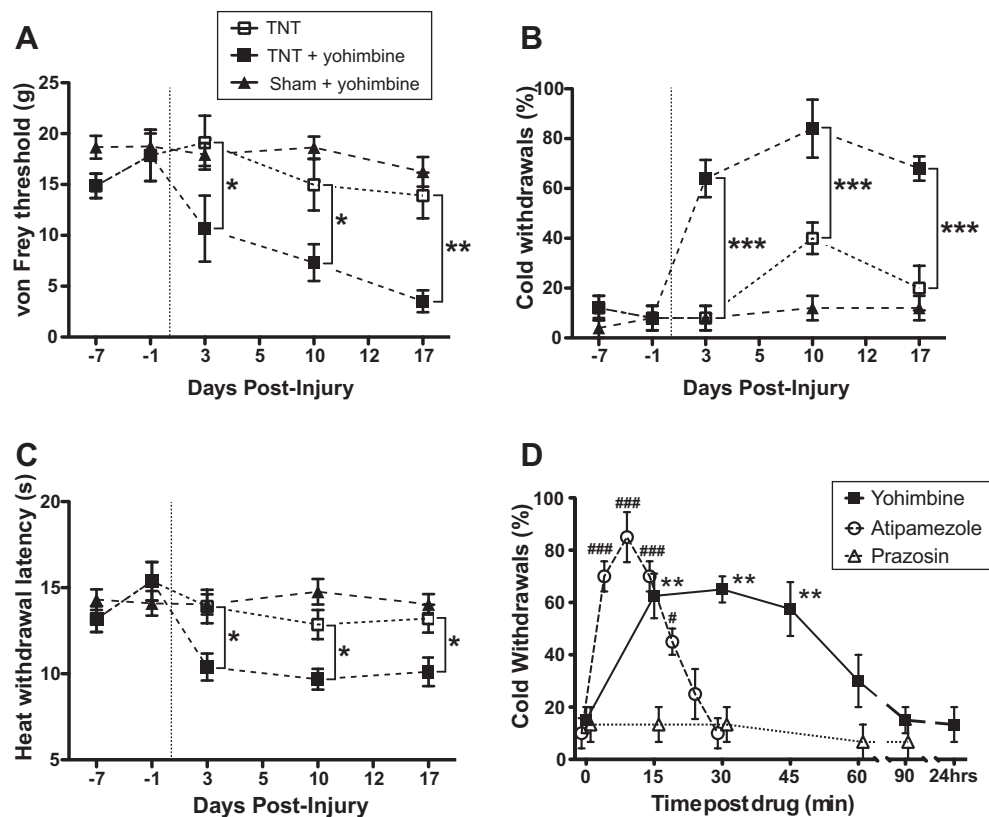 A
TNT
TNT + yohimbine
Sham + yohimbine
von Frey threshold (g)
25
20
15
10
5
0
*
*
**
-7 -1 3 5 10 12 17
Days Post-Injury
B
Cold withdrawals (%)
100
80
60
40
20
0
***
***
***
-7 -1 3 5 10 12 17
Days Post-Injury
C
Heat withdrawal latency (s)
20
15
10
5
*
*
*
-7 -1 3 5 10 12 17
Days Post-Injury
D
Yohimbine
Atipamezole
Prazosin
Cold Withdrawals (%)
100
80
60
40
20
0
###
###
###
#
**
**
**
0 15 30 45 60 90 24hrs
Time post drug (min)